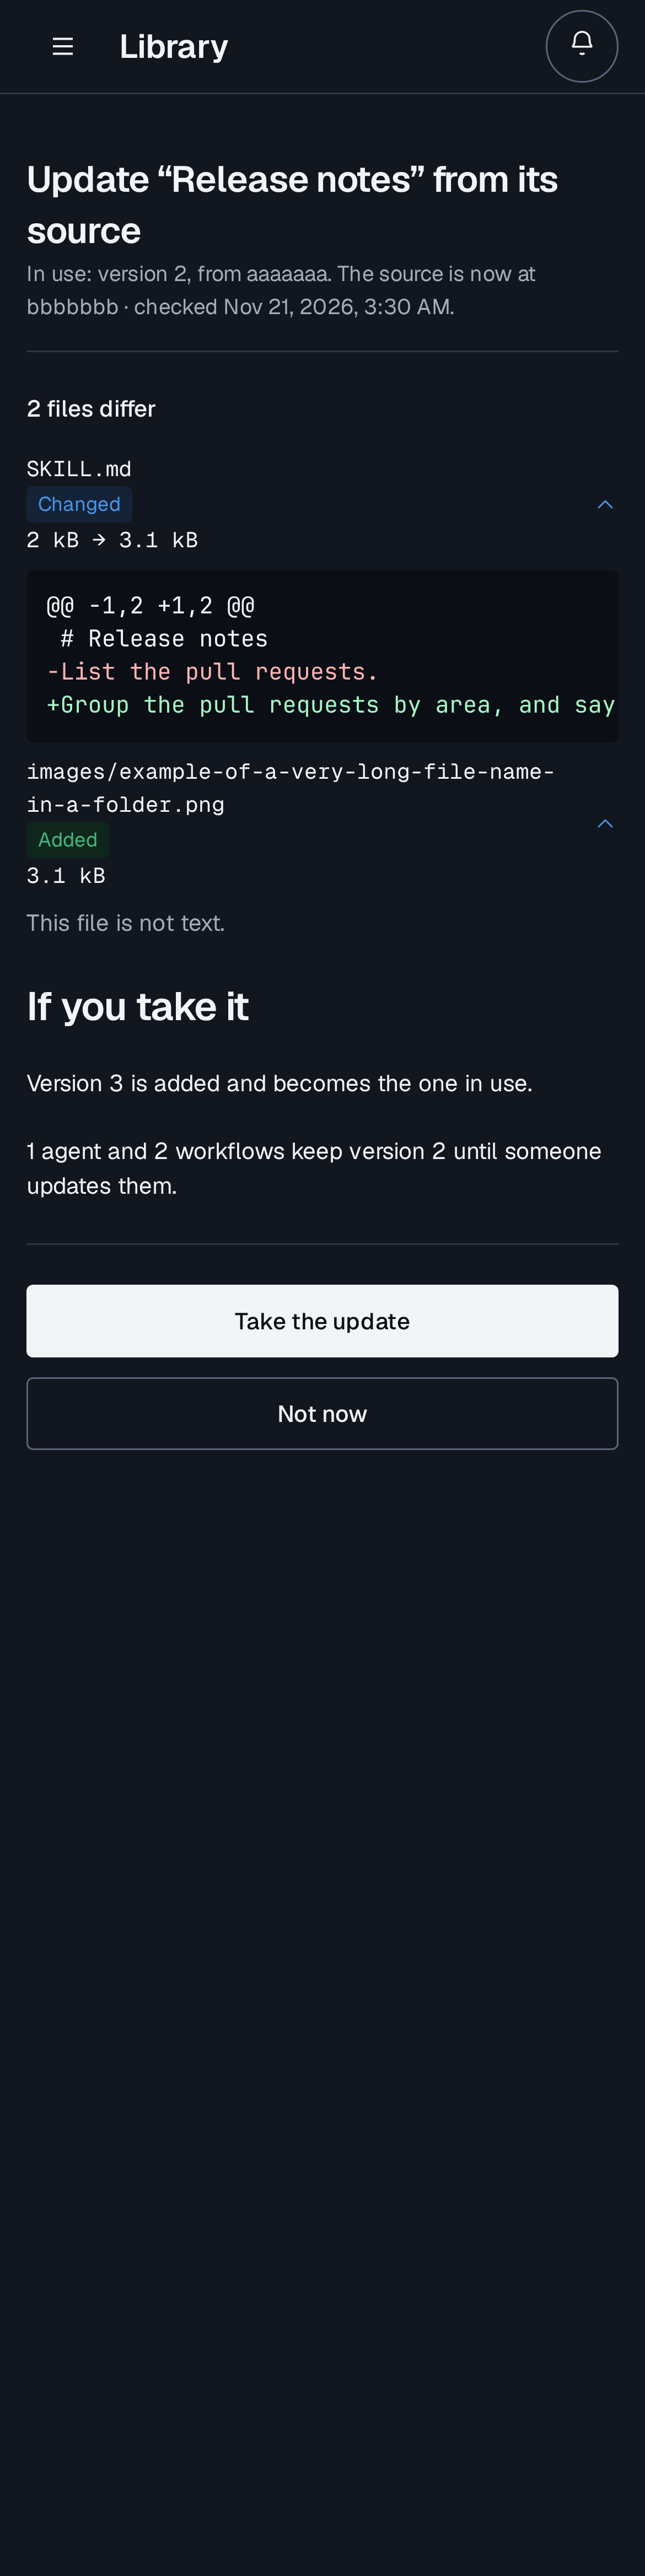 Library
Update “Release notes” from its
source
In use: version 2, from aaaaaaa. The source is now at
bbbbbbb · checked Nov 21, 2026, 3:30 AM.
2 files differ
SKILL.md
Changed
2 kB → 3.1 kB
@@ -1,2 +1,2 @@
# Release notes
-List the pull requests.
+Group the pull requests by area, and say
images/example-of-a-very-long-file-name-
in-a-folder.png
Added
3.1 kB
This file is not text.
If you take it
Version 3 is added and becomes the one in use.
1 agent and 2 workflows keep version 2 until someone
updates them.
Take the update
Not now